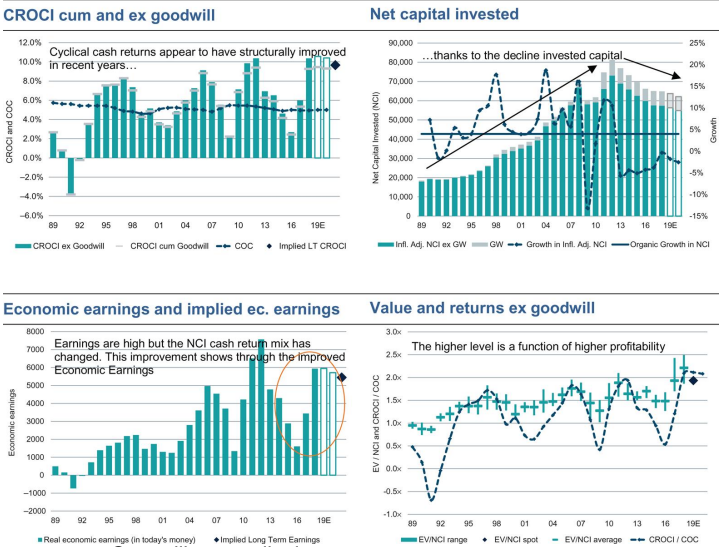 CROCI cum and ex goodwill
12.0%
10.0%
8.0%
6.0%
4.0%
2.0%
0.0%
−2.0%
−4.0%
−6.0%
CROCI and COC
Cyclical cash returns appear to have structurally improved
in recent years…
89 92 95 98 01 04 07 10 13 16 19E
CROCI ex Goodwill CROCI cum Goodwill COC Implied LT CROCI
Net capital invested
90,000
80,000
70,000
60,000
50,000
40,000
30,000
20,000
10,000
0
Net Capital Invested (NCI)
…thanks to the decline invested capital
25%
20%
15%
10%
5%
0%
-5%
-10%
-15%
Growth
89 92 95 98 01 04 07 10 13 16 19E
Infl. Adj. NCI ex GW GW Growth in Infl. Adj. NCI Organic Growth in NCI
Economic earnings and implied ec. earnings
8000
7000
6000
5000
4000
3000
2000
1000
0
−1000
−2000
Economic earnings
Earnings are high but the NCI cash return mix has
changed. This improvement shows through the improved
Economic Earnings
89 92 95 98 01 04 07 10 13 16 19E
Real economic earnings (in today's money) Implied Long Term Earnings
Value and returns ex goodwill
3.0x
2.5x
2.0x
1.5x
1.0x
0.5x
0.0x
-0.5x
-1.0x
EV / NCI and CROCI / COC
The higher level is a function of higher profitability
89 92 95 98 01 04 07 10 13 16 19E
EV/NCI range EV/NCI spot EV/NCI average CROCI / COC